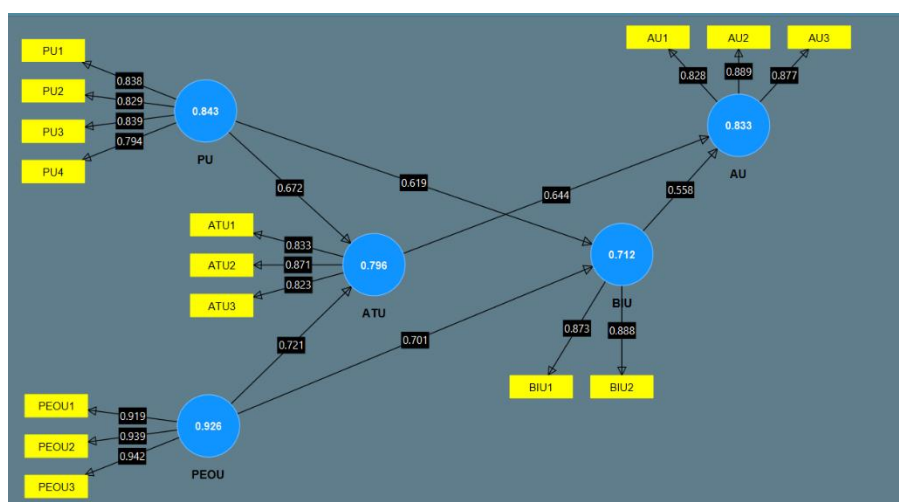 PU1
PU2
PU3
PU4
0.838
0.829
0.839
0.794
0.843
PU
0.672
0.619
0.644
0.558
AU1
AU2
AU3
0.828
0.889
0.877
0.833
AU
ATU1
ATU2
ATU3
0.833
0.871
0.823
0.796
ATU
0.712
BIU
0.873
0.888
BIU1
BIU2
0.721
0.701
PEOU1
PEOU2
PEOU3
0.919
0.939
0.942
0.926
PEOU